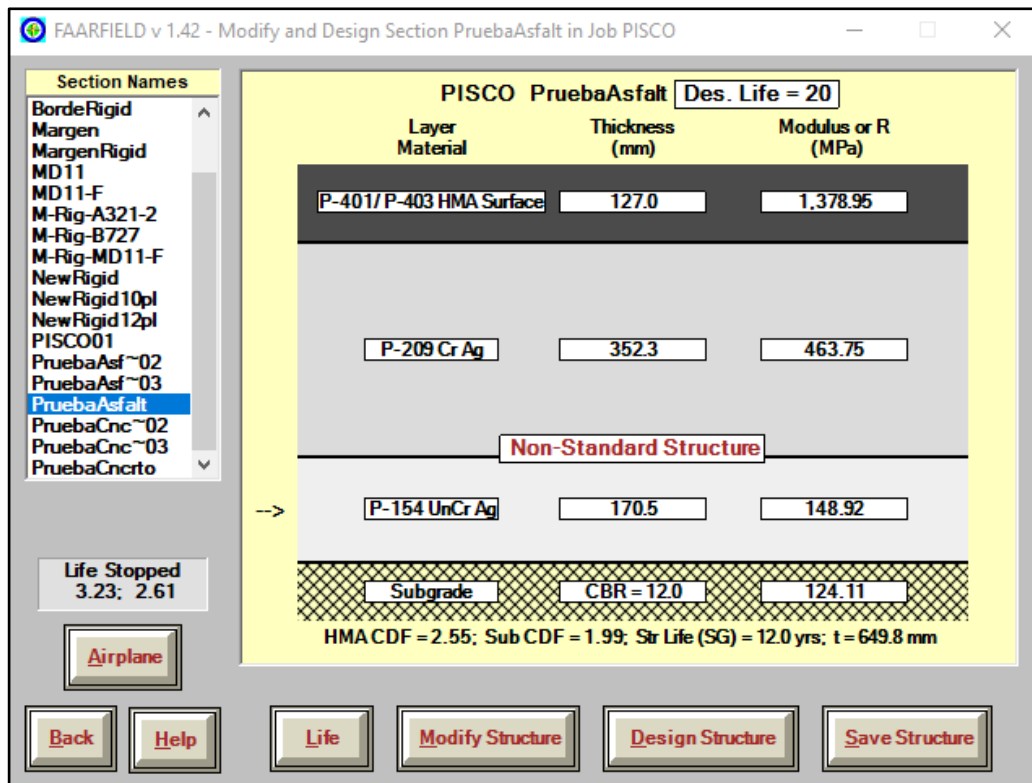 FAARFIELD v 1.42 - Modify and Design Section PruebaAsfalt in Job PISCO
Section Names
BordeRigid
Margen
MargenRigid
MD11
MD11-F
M-Rig-A321-2
M-Rig-B727
M-Rig-MD11-F
NewRigid
NewRigid10pl
NewRigid12pl
PISCO01
PruebaAsf~02
PruebaAsf~03
PruebaAsfalt
PruebaCnc~02
PruebaCnc~03
PruebaCncrto
Life Stopped
3.23; 2.61
Airplane
Back
Help
PISCO PruebaAsfalt Des. Life = 20
Layer Material Thickness (mm) Modulus or R (MPa)
P-401/ P-403 HMA Surface 127.0 1,378.95
P-209 Cr Ag 352.3 463.75
Non-Standard Structure
--> P-154 UnCr Ag 170.5 148.92
Subgrade CBR = 12.0 124.11
HMA CDF = 2.55; Sub CDF = 1.99; Str Life (SG) = 12.0 yrs; t = 649.8 mm
Life
Modify Structure
Design Structure
Save Structure